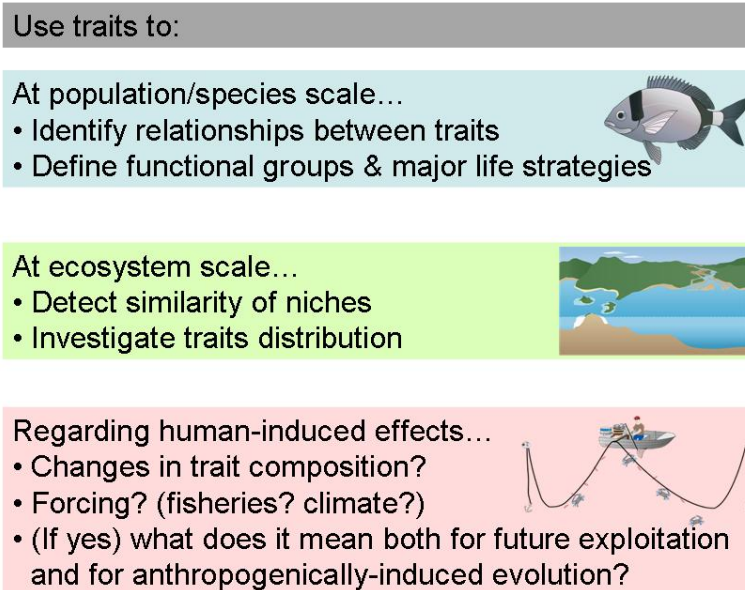 Use traits to:
At population/species scale…
• Identify relationships between traits
• Define functional groups & major life strategies
At ecosystem scale…
• Detect similarity of niches
• Investigate traits distribution
Regarding human-induced effects…
• Changes in trait composition?
• Forcing? (fisheries? climate?)
• (If yes) what does it mean both for future exploitation
and for anthropogenically-induced evolution?